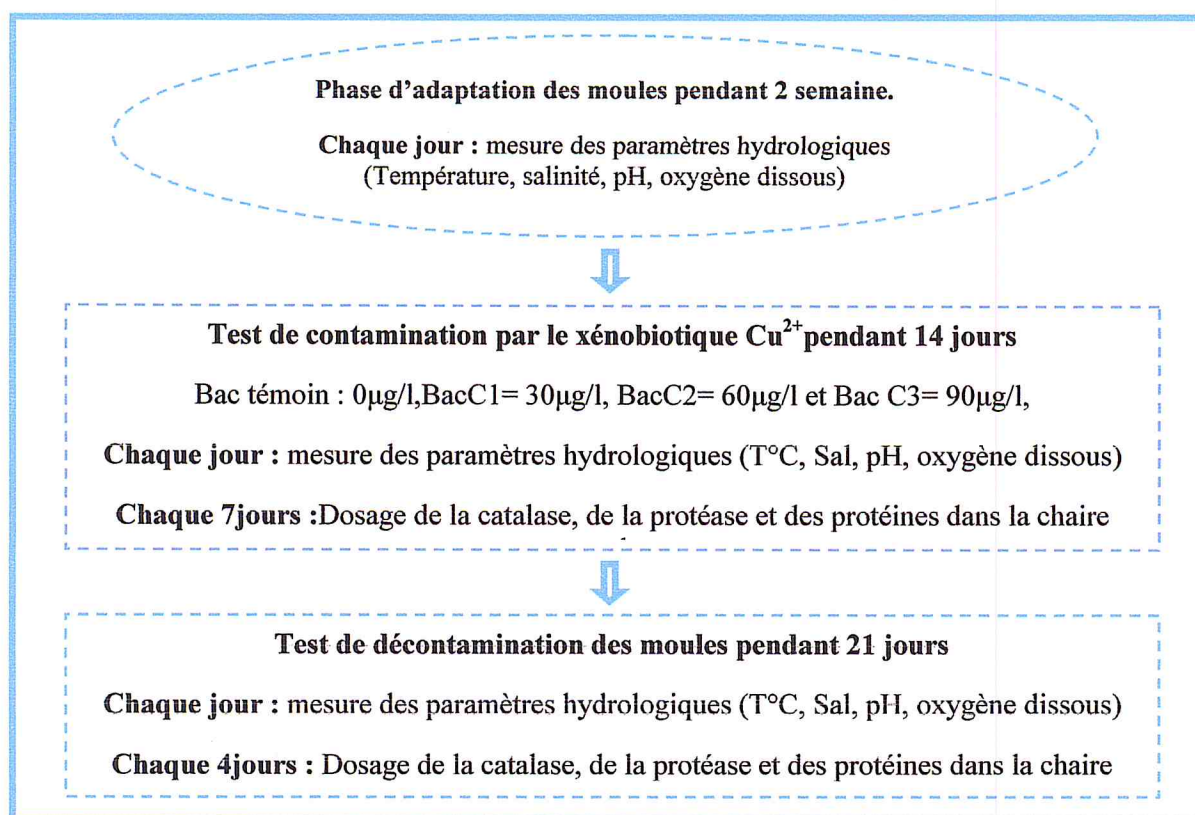 Phase d’adaptation des moules pendant 2 semaine.
Chaque jour : mesure des paramètres hydrologiques
(Température, salinité, pH, oxygène dissous)
Test de contamination par le xénobiotique Cu²⁺pendant 14 jours
Bac témoin : 0µg/l,BacC1= 30µg/l, BacC2= 60µg/l et Bac C3= 90µg/l,
Chaque jour : mesure des paramètres hydrologiques (T°C, Sal, pH, oxygène dissous)
Chaque 7jours :Dosage de la catalase, de la protéase et des protéines dans la chaire
Test de décontamination des moules pendant 21 jours
Chaque jour : mesure des paramètres hydrologiques (T°C, Sal, pH, oxygène dissous)
Chaque 4jours : Dosage de la catalase, de la protéase et des protéines dans la chaire